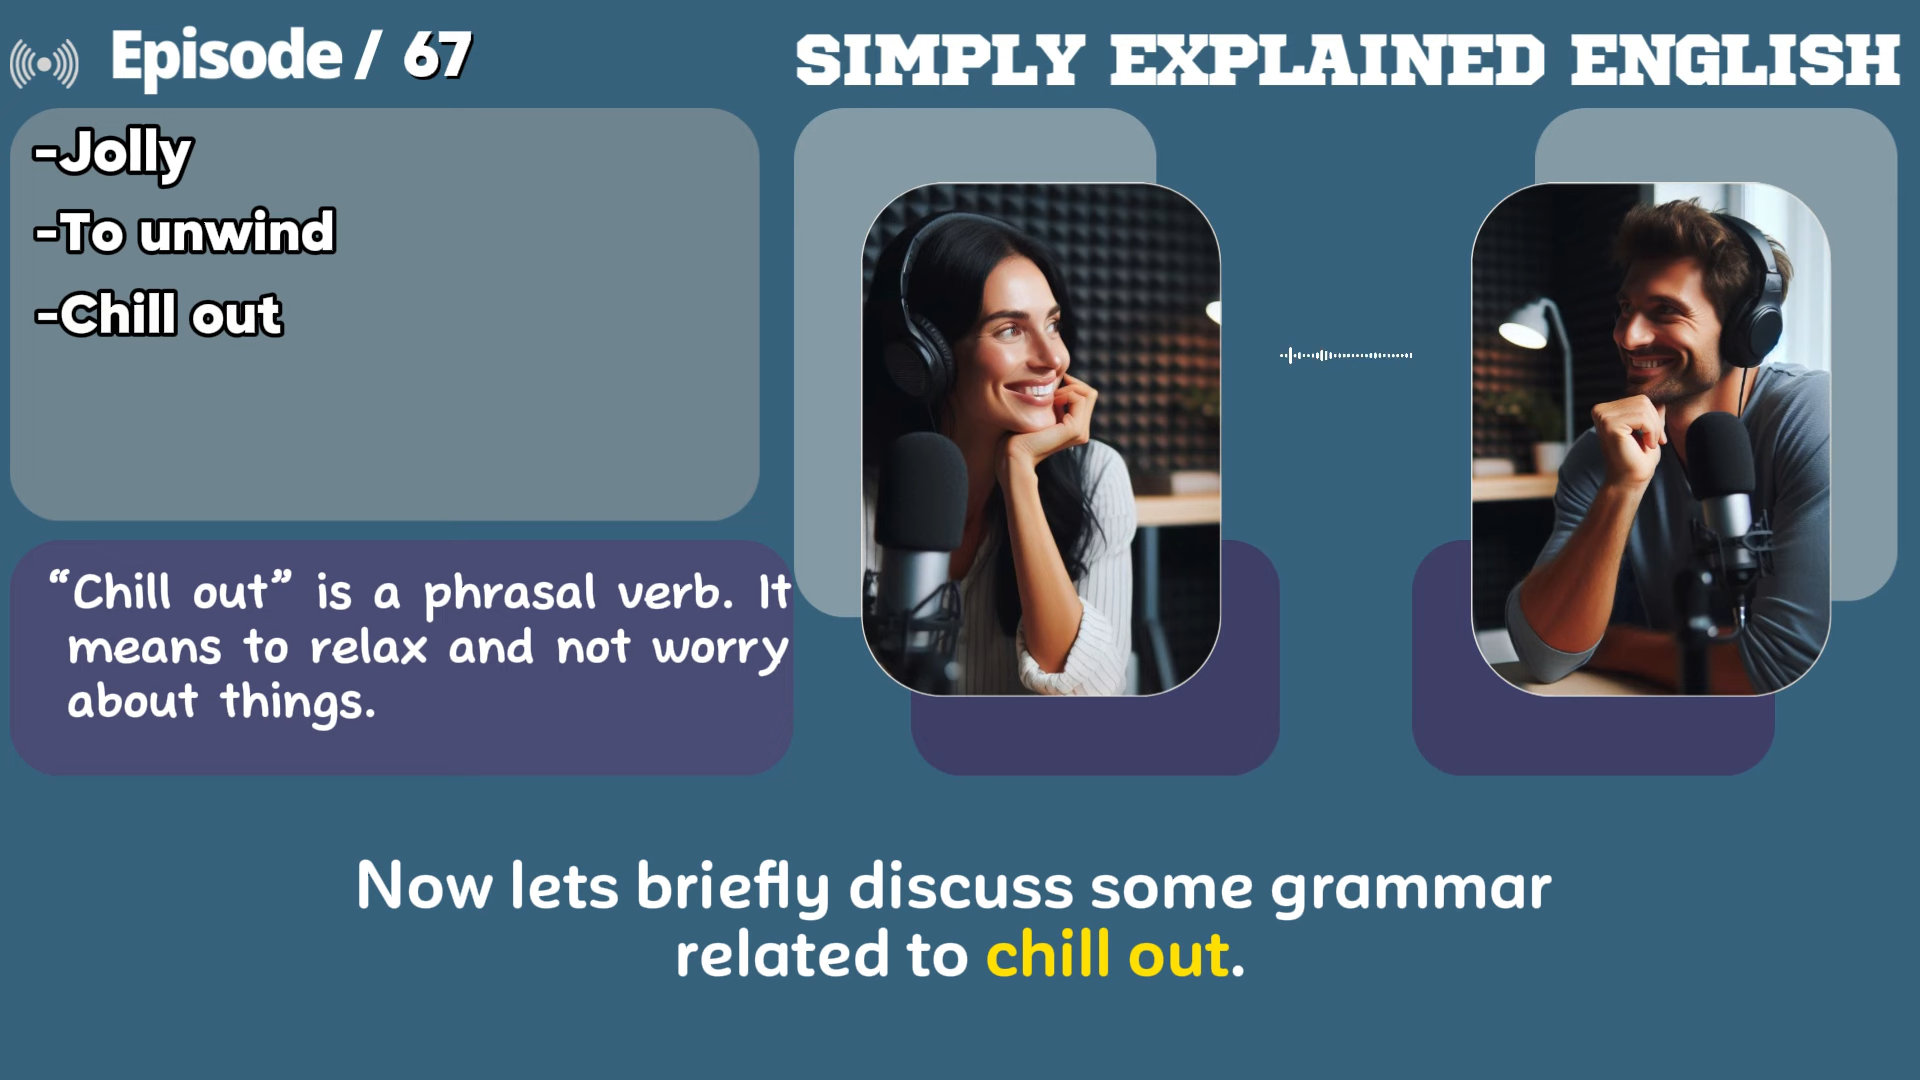 Episode / 67
SIMPLY EXPLAINED ENGLISH
-Jolly
-To unwind
-Chill out
“Chill out” is a phrasal verb. It
means to relax and not worry
about things.
Now lets briefly discuss some grammar
related to chill out.